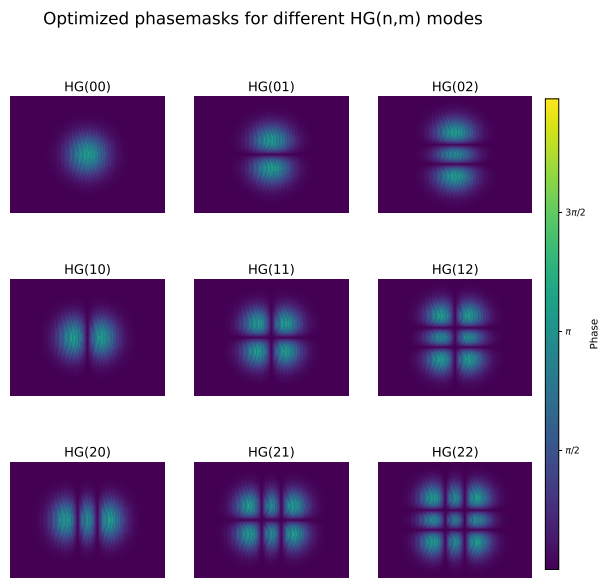 Optimized phasemasks for different HG(n,m) modes
HG(00)
HG(01)
HG(02)
HG(10)
HG(11)
HG(12)
HG(20)
HG(21)
HG(22)
3π/2
π
π/2
Phase